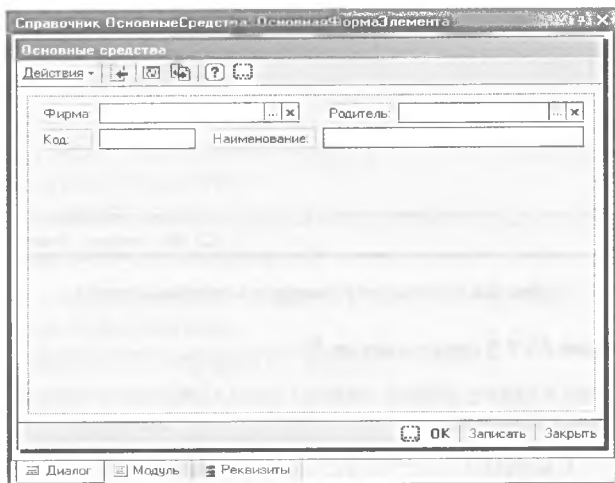 Справочник ОсновныеСредства: ОсновнаяФормаЭлемента
Основные средства
Действия
Фирма: ... x Родитель: ... x
Код: Наименование:
OK Записать Закрыть
Диалог Модуль Реквизиты